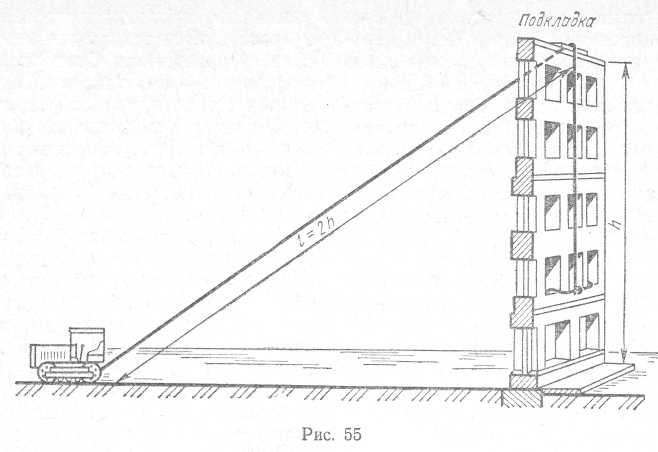 Подкладка
l = 2h
h
Рис. 55